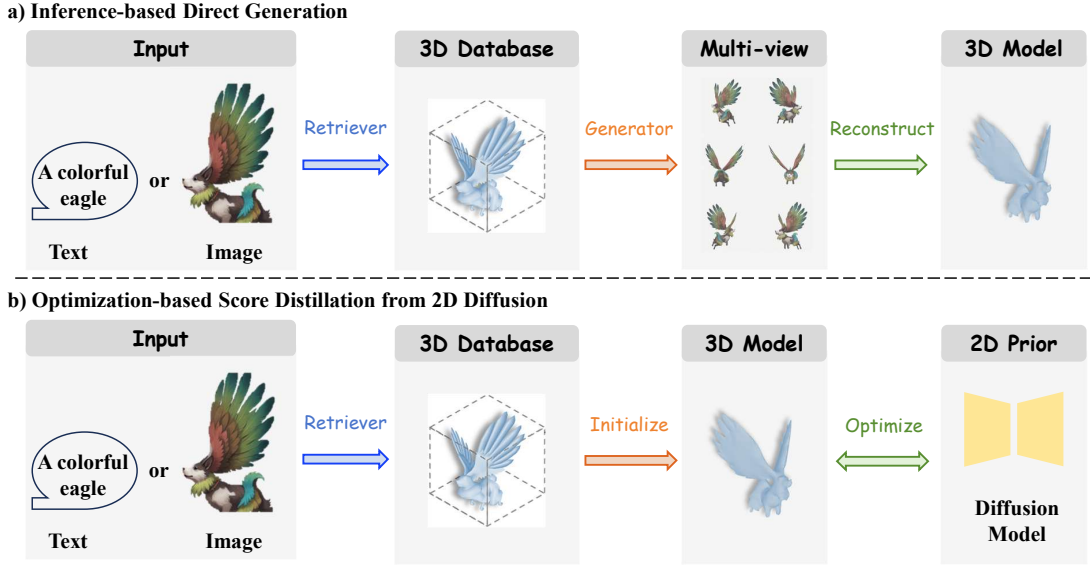 a) Inference-based Direct Generation
Input
3D Database
Multi-view
3D Model
A colorful
eagle
or
Text
Image
Retriever
Generator
Reconstruct
b) Optimization-based Score Distillation from 2D Diffusion
Input
3D Database
3D Model
2D Prior
A colorful
eagle
or
Text
Image
Retriever
Initialize
Optimize
Diffusion
Model